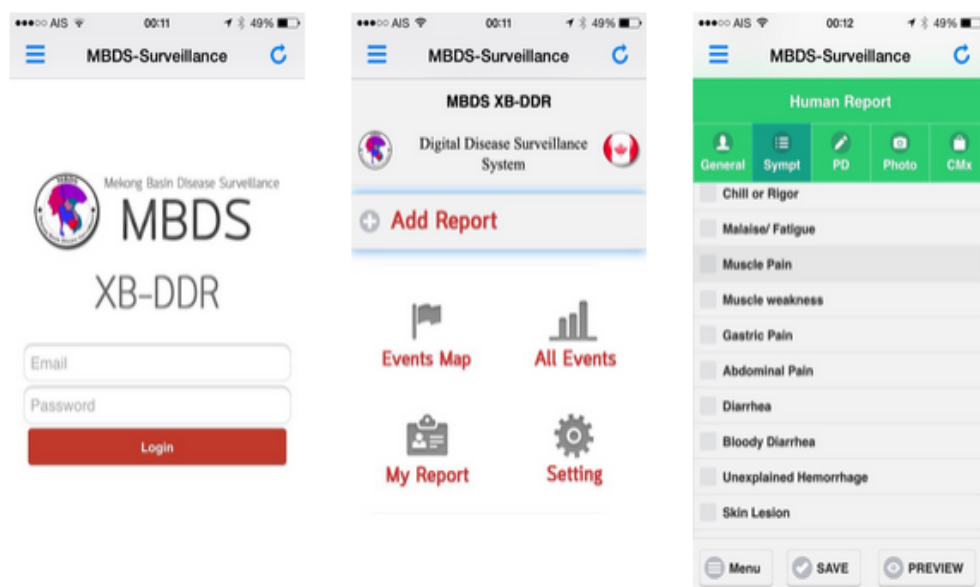 AIS 00:11 49%
MBDS-Surveillance
Mekong Basin Disease Surveillance
MBDS
XB-DDR
Email
Password
Login
AIS 00:11 49%
MBDS-Surveillance
MBDS XB-DDR
Digital Disease Surveillance
System
Add Report
Events Map
All Events
My Report
Setting
AIS 00:12 49%
MBDS-Surveillance
Human Report
General Sympt PD Photo CMx
Chill or Rigor
Malaise/ Fatigue
Muscle Pain
Muscle weakness
Gastric Pain
Abdominal Pain
Diarrhea
Bloody Diarrhea
Unexplained Hemorrhage
Skin Lesion
Menu SAVE PREVIEW